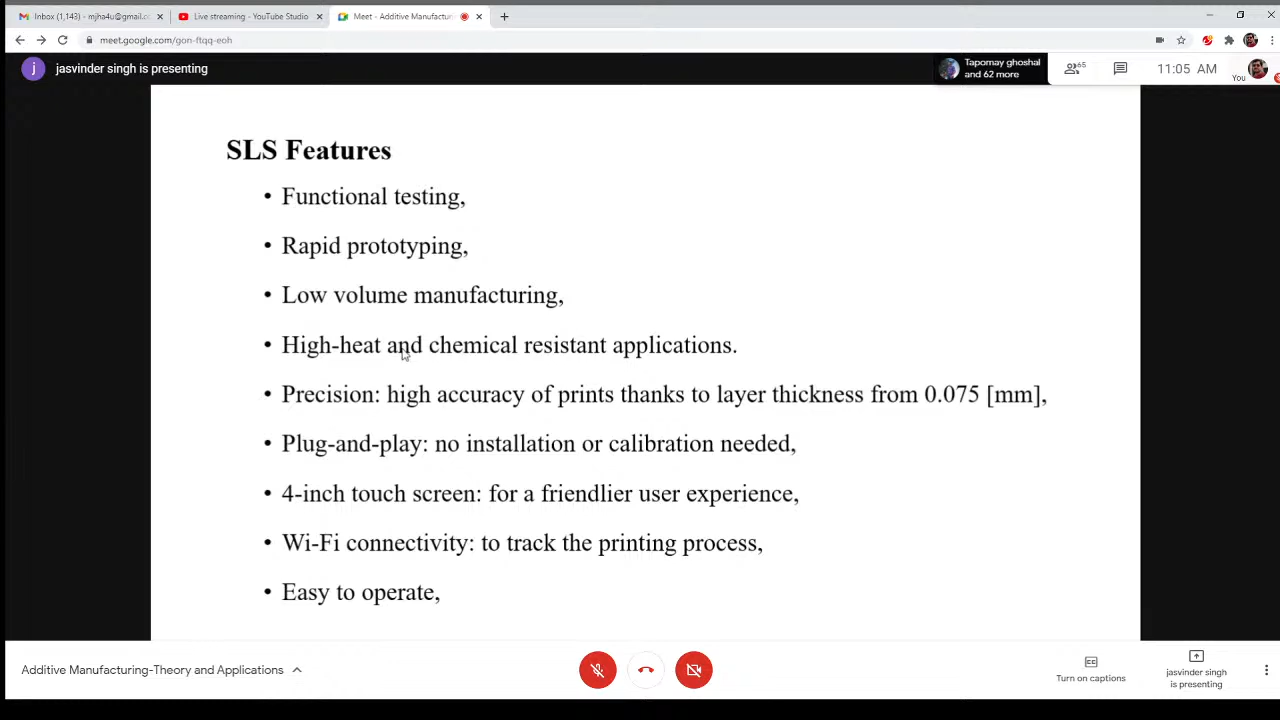 Inbox (1,143) - mjha4u@gmail.c
Live streaming - YouTube Studio
Meet - Additive Manufactur
meet.google.com/gon-ftqq-eoh
j
jasvinder singh is presenting
Tapornay ghoshal
and 62 more
65
11:05 AM
You
SLS Features
• Functional testing,
• Rapid prototyping,
• Low volume manufacturing,
• High-heat and chemical resistant applications.
• Precision: high accuracy of prints thanks to layer thickness from 0.075 [mm],
• Plug-and-play: no installation or calibration needed,
• 4-inch touch screen: for a friendlier user experience,
• Wi-Fi connectivity: to track the printing process,
• Easy to operate,
Additive Manufacturing-Theory and Applications
CC
Turn on captions
jasvinder singh
is presenting